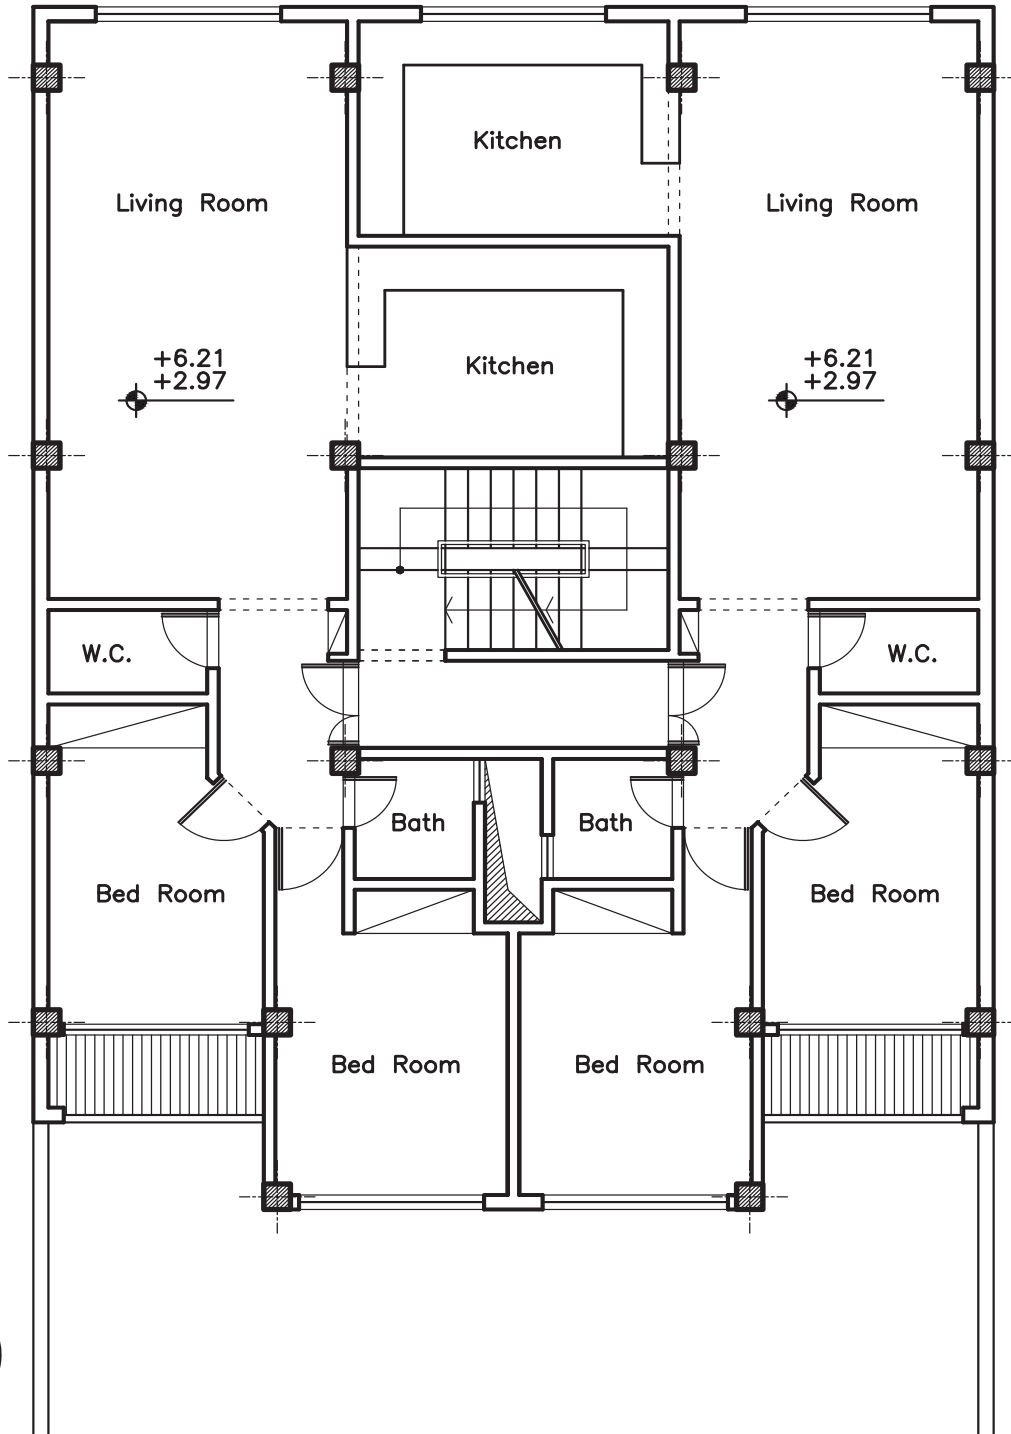 Kitchen
Living Room
Living Room
+6.21
+2.97
Kitchen
+6.21
+2.97
W.C.
W.C.
Bath
Bath
Bed Room
Bed Room
Bed Room
Bed Room